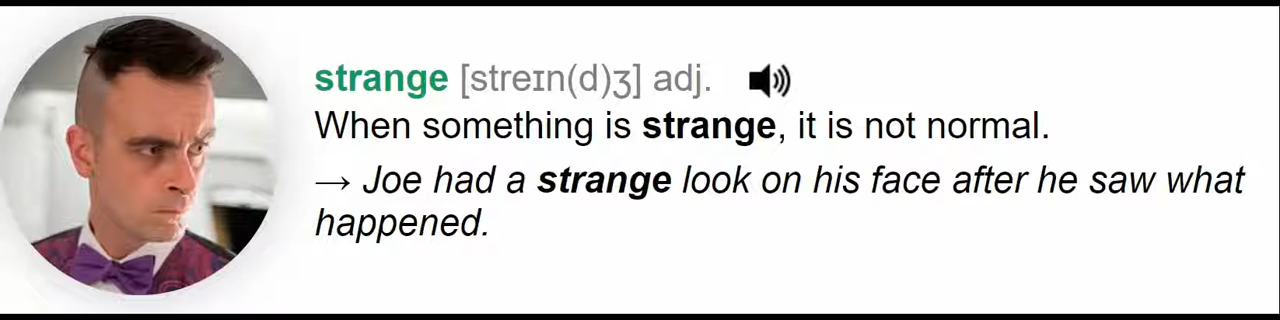 strange [streɪn(d)ʒ] adj.
When something is strange, it is not normal.
→ Joe had a strange look on his face after he saw what
happened.